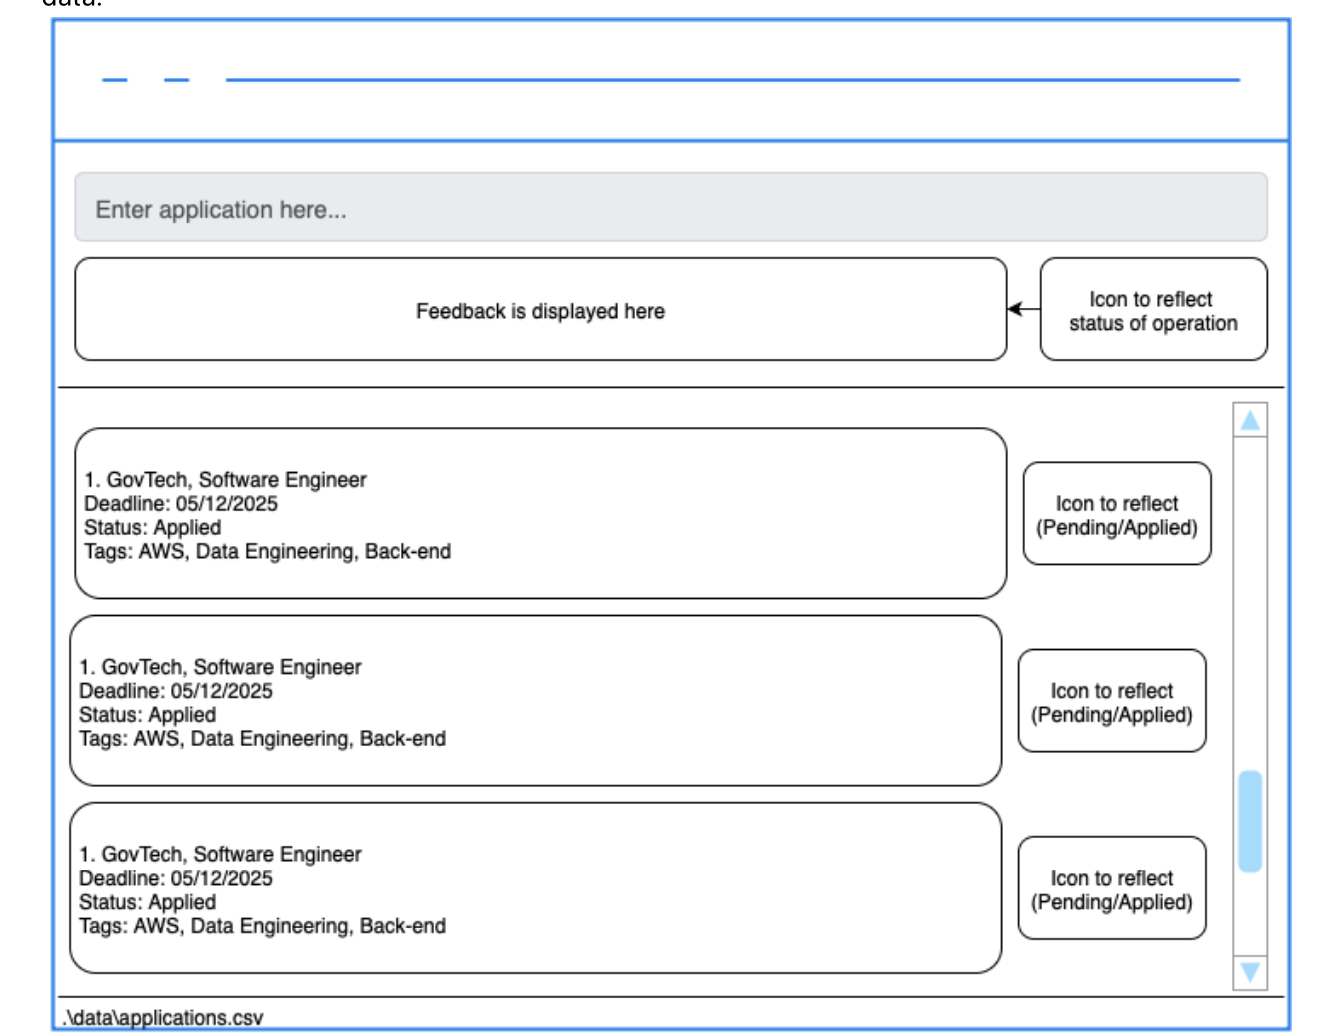 data.
Enter application here...
Feedback is displayed here
Icon to reflect
status of operation
1. GovTech, Software Engineer
Deadline: 05/12/2025
Status: Applied
Tags: AWS, Data Engineering, Back-end
Icon to reflect
(Pending/Applied)
1. GovTech, Software Engineer
Deadline: 05/12/2025
Status: Applied
Tags: AWS, Data Engineering, Back-end
Icon to reflect
(Pending/Applied)
1. GovTech, Software Engineer
Deadline: 05/12/2025
Status: Applied
Tags: AWS, Data Engineering, Back-end
Icon to reflect
(Pending/Applied)
.\data\applications.csv